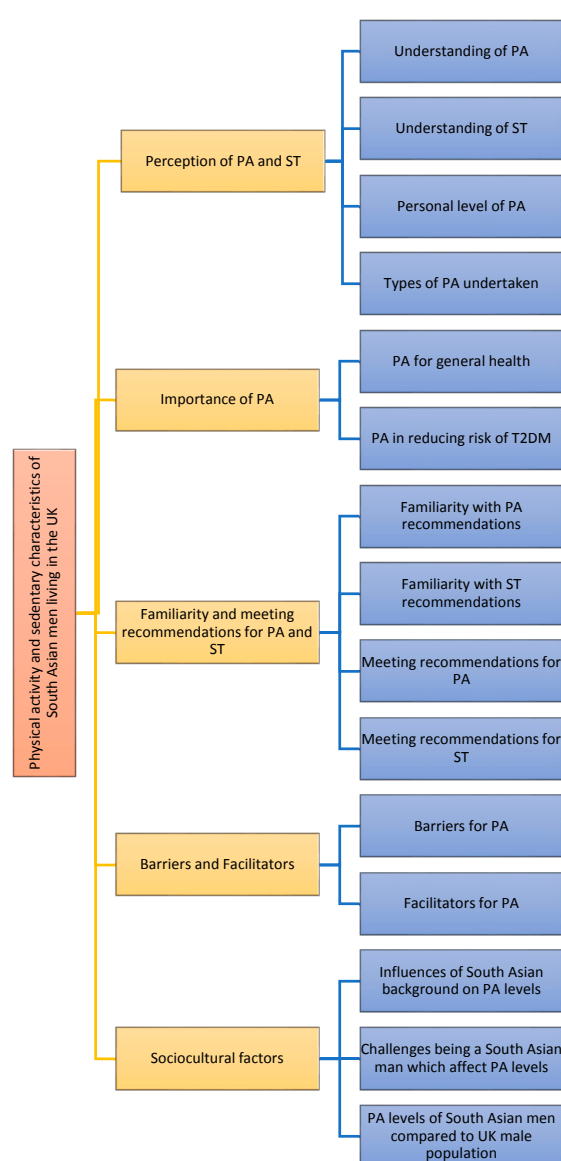 Physical activity and sedentary characteristics of
South Asian men living in the UK
Perception of PA and ST
Understanding of PA
Understanding of ST
Personal level of PA
Types of PA undertaken
Importance of PA
PA for general health
PA in reducing risk of T2DM
Familiarity and meeting
recommendations for PA and
ST
Familiarity with PA
recommendations
Familiarity with ST
recommendations
Meeting recommendations for
PA
Meeting recommendations for
ST
Barriers and Facilitators
Barriers for PA
Facilitators for PA
Sociocultural factors
Influences of South Asian
background on PA levels
Challenges being a South Asian
man which affect PA levels
PA levels of South Asian men
compared to UK male
population